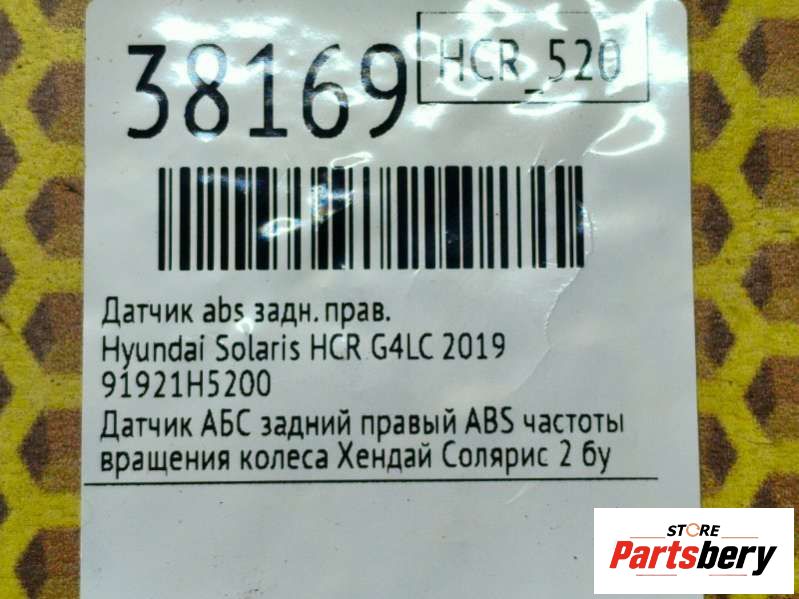 38169
HCR_520
Датчик abs задн. прав.
Hyundai Solaris HCR G4LC 2019
91921H5200
Датчик АБС задний правый ABS частоты
вращения колеса Хендай Солярис 2 бу
STORE
Partsbery